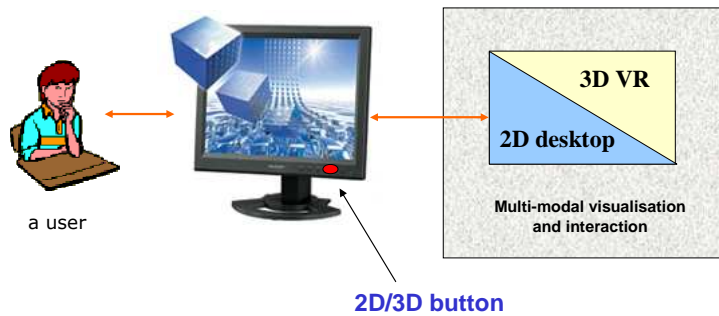 3D VR
2D desktop
a user
Multi-modal visualisation
and interaction
2D/3D button